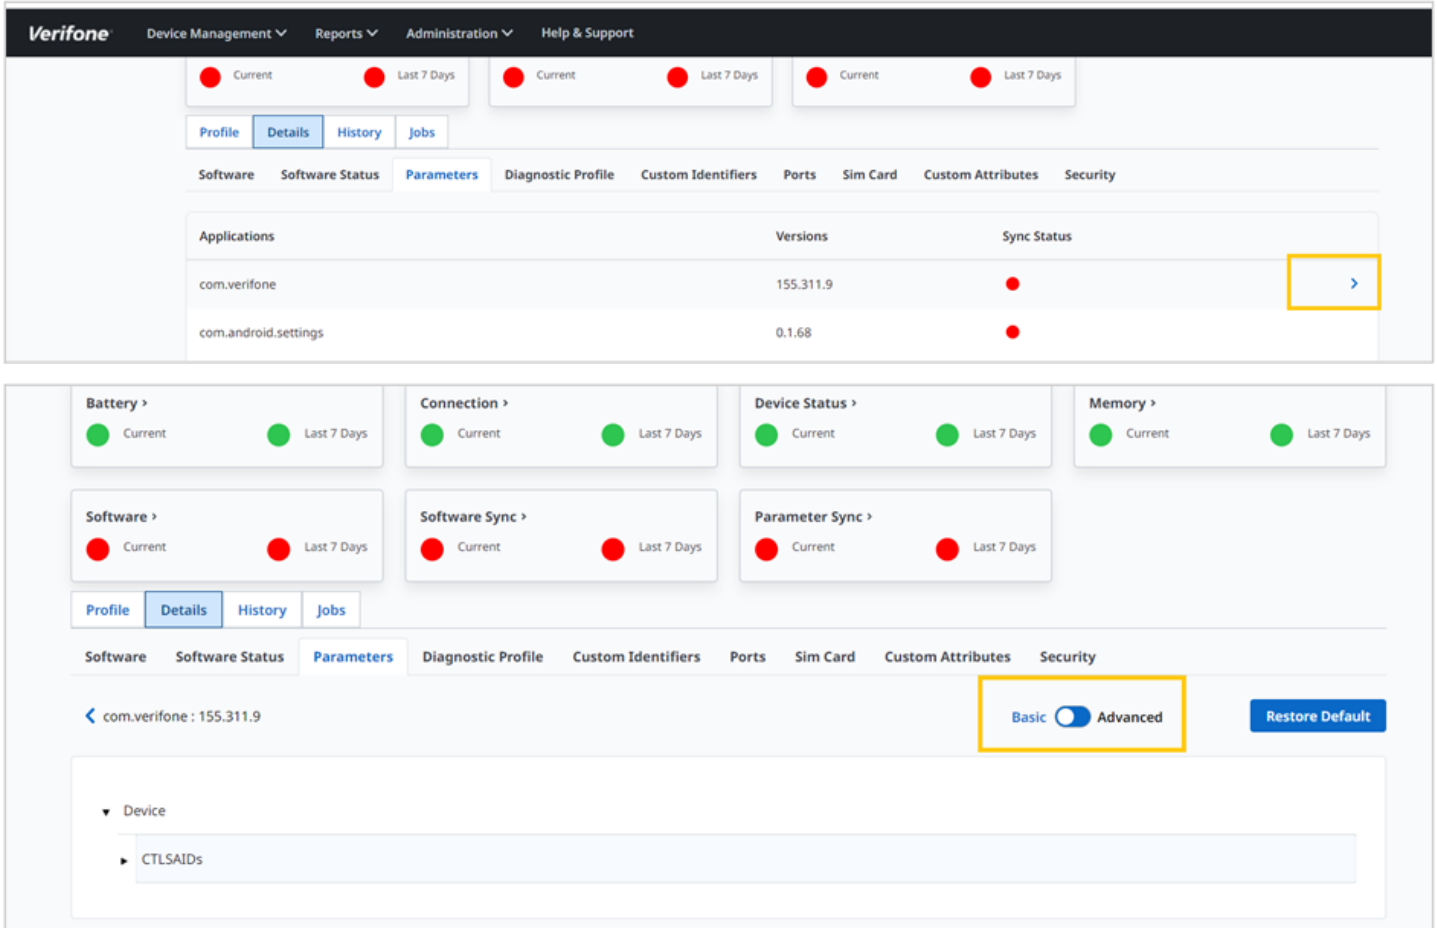 Verifone Device Management Reports Administration Help & Support
Current Last 7 Days Current Last 7 Days Current Last 7 Days
Profile Details History Jobs
Software Software Status Parameters Diagnostic Profile Custom Identifiers Ports Sim Card Custom Attributes Security
Applications Versions Sync Status
com.verifone 155.311.9
com.android.settings 0.1.68
Battery > Connection > Device Status > Memory >
Current Last 7 Days Current Last 7 Days Current Last 7 Days Current Last 7 Days
Software > Software Sync > Parameter Sync >
Current Last 7 Days Current Last 7 Days Current Last 7 Days
Profile Details History Jobs
Software Software Status Parameters Diagnostic Profile Custom Identifiers Ports Sim Card Custom Attributes Security
com.verifone : 155.311.9 Basic Advanced Restore Default
Device
CTLSAIDs